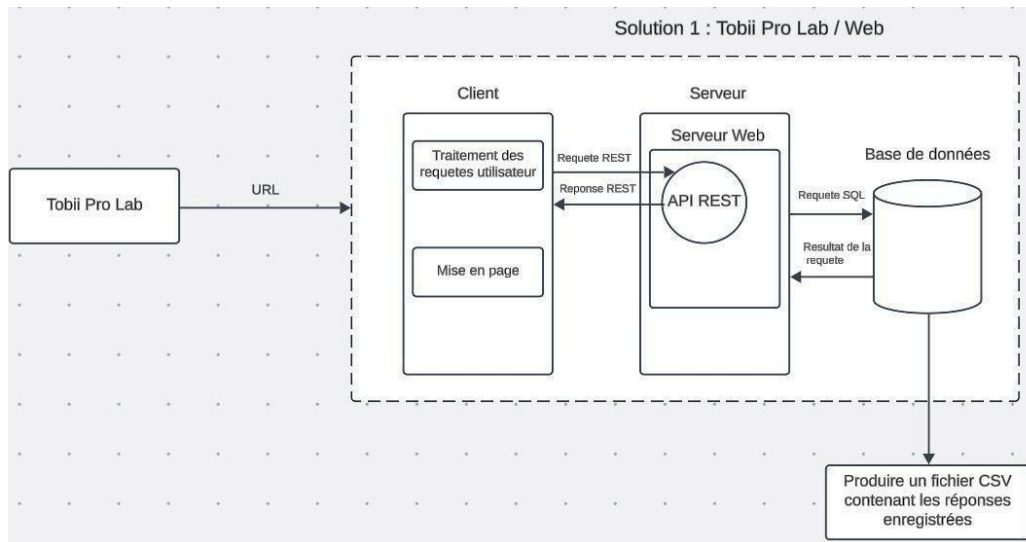 Solution 1 : Tobii Pro Lab / Web
Client
Serveur
Serveur Web
Traitement des
requetes utilisateur
Requete REST
Reponse REST
API REST
Base de données
Tobii Pro Lab
URL
Requete SQL
Resultat de la
requete
Mise en page
Produire un fichier CSV
contenant les réponses
enregistrées